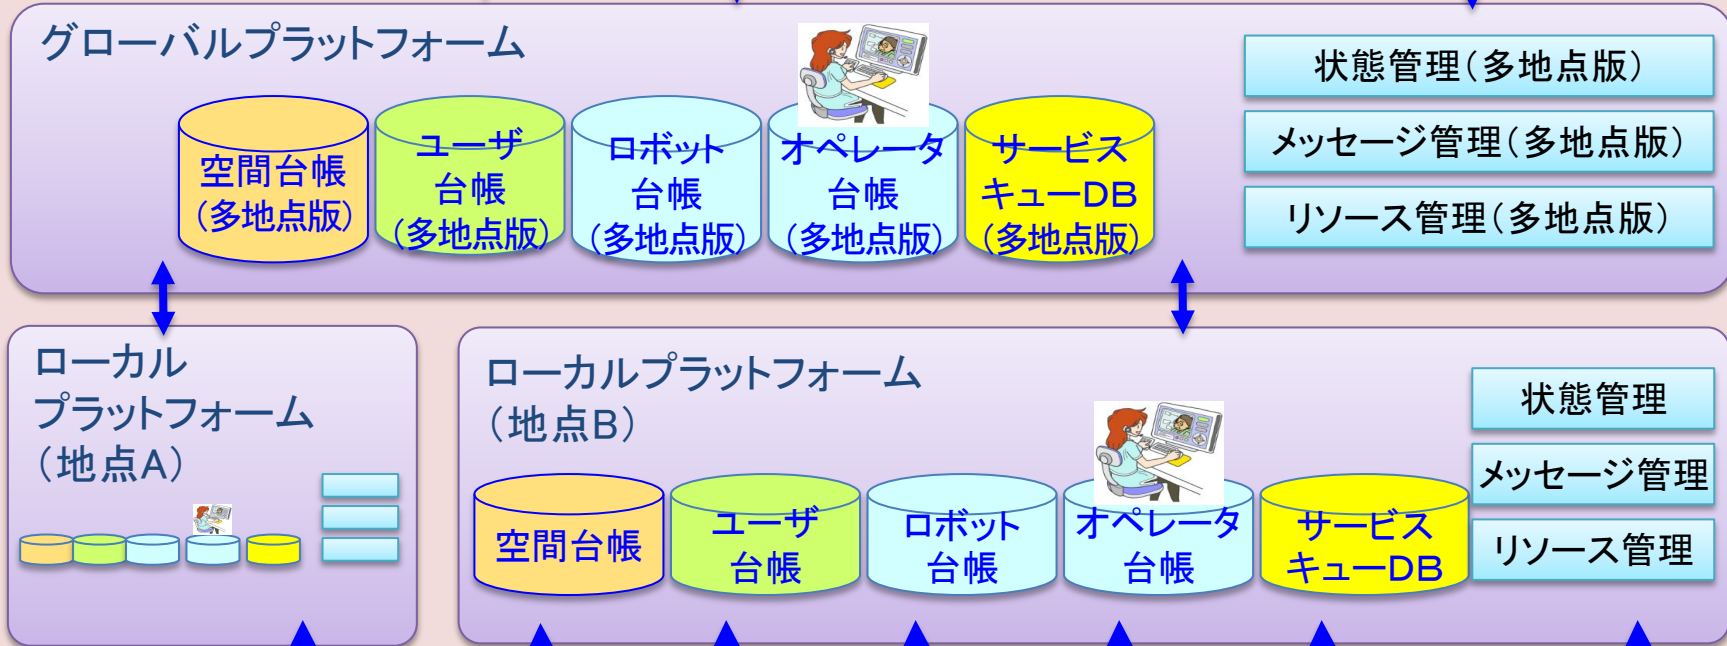 グローバルプラットフォーム
空間台帳
(多地点版)
ユーザ
台帳
(多地点版)
ロボット
台帳
(多地点版)
オペレータ
台帳
(多地点版)
サービス
キューDB
(多地点版)
状態管理(多地点版)
メッセージ管理(多地点版)
リソース管理(多地点版)
ローカル
プラットフォーム
(地点A)
ローカルプラットフォーム
(地点B)
空間台帳
ユーザ
台帳
ロボット
台帳
オペレータ
台帳
サービス
キューDB
状態管理
メッセージ管理
リソース管理